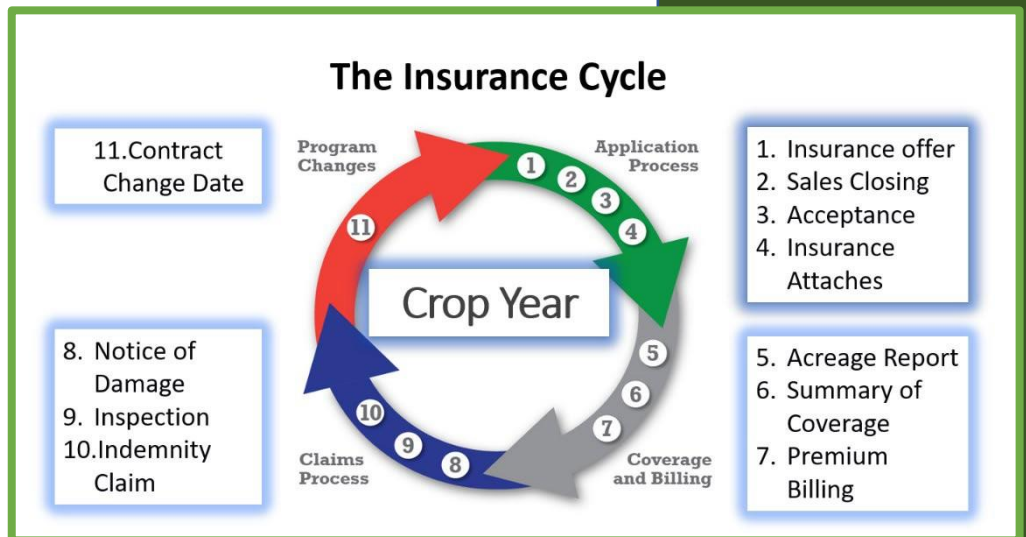 The Insurance Cycle
11.Contract
Change Date
Program
Changes
Application
Process
1. Insurance offer
2. Sales Closing
3. Acceptance
4. Insurance
Attaches
1
2
3
4
11
Crop Year
5
6
7
8
9
10
8. Notice of
Damage
9. Inspection
10.Indemnity
Claim
Claims
Process
Coverage
and Billing
5. Acreage Report
6. Summary of
Coverage
7. Premium
Billing